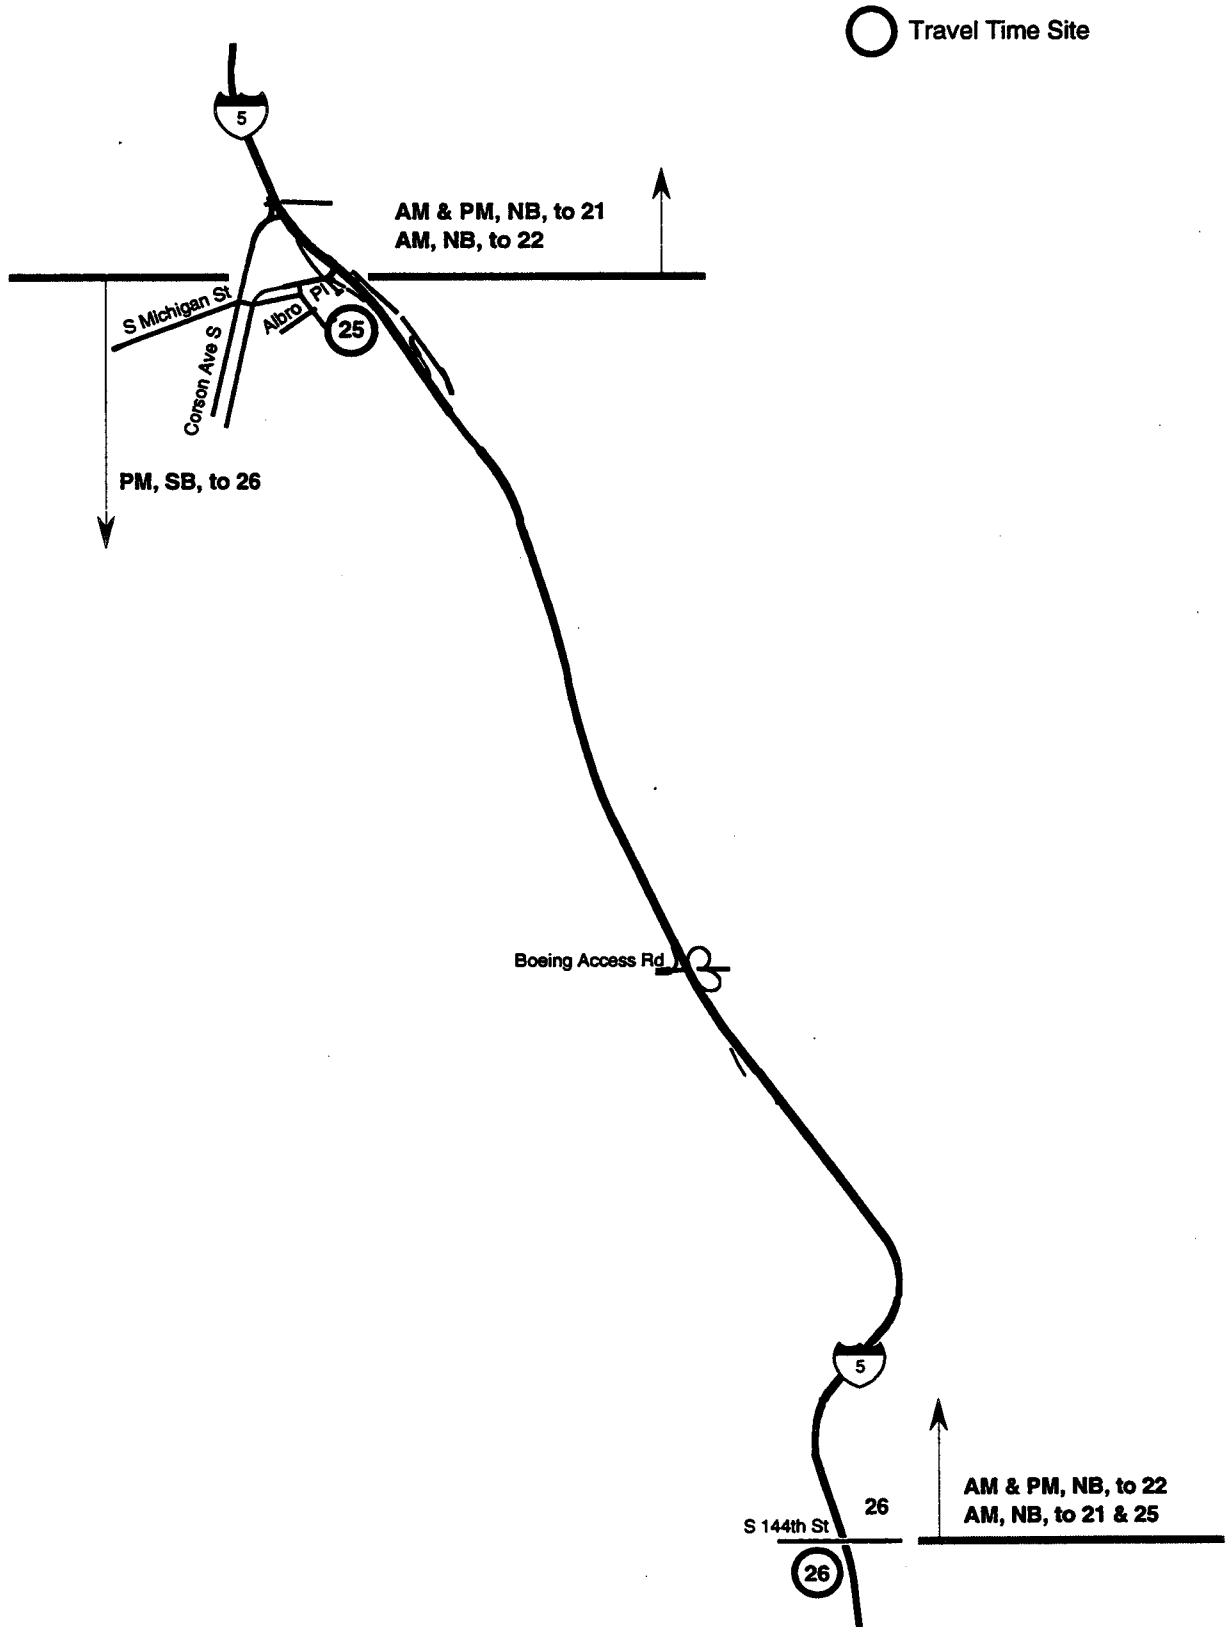 Travel Time Site
5
AM & PM, NB, to 21
AM, NB, to 22
S Michigan St
Albro Pl
25
Corson Ave S
PM, SB, to 26
Boeing Access Rd
5
AM & PM, NB, to 22
AM, NB, to 21 & 25
26
S 144th St
26